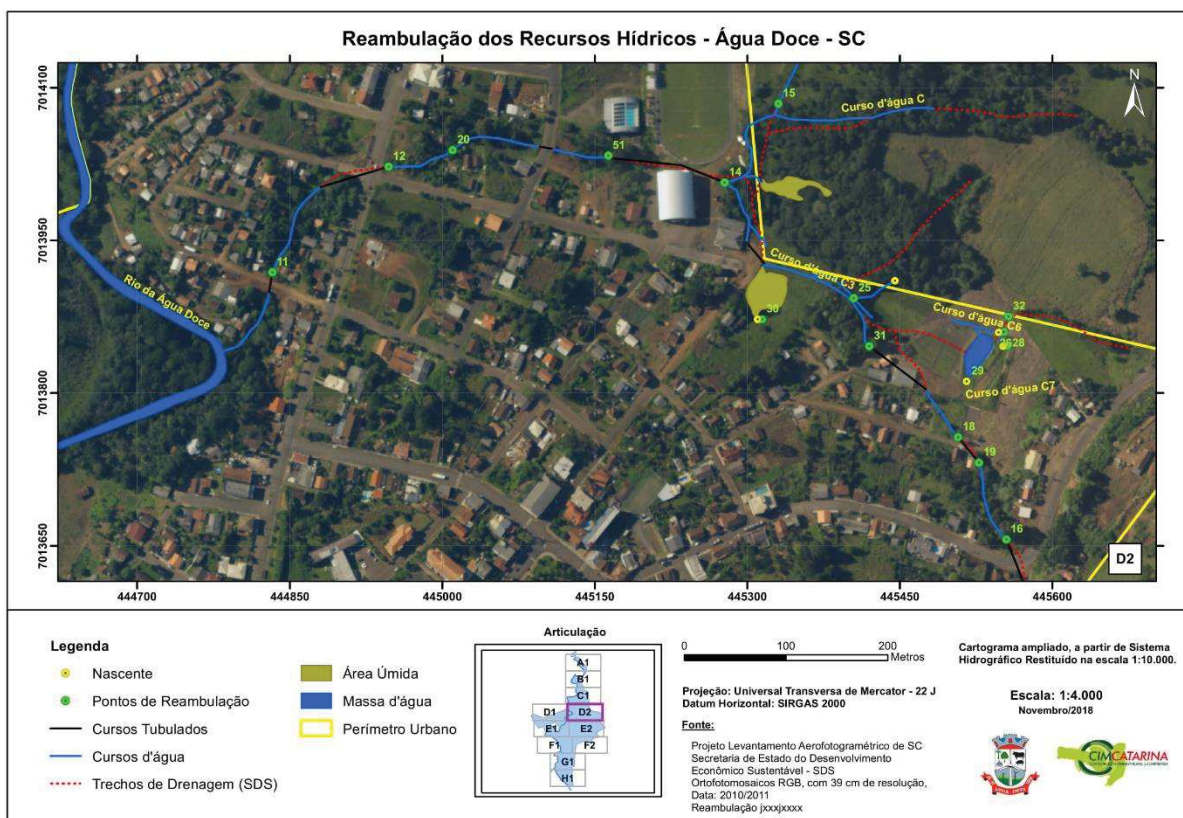 Reambulação dos Recursos Hídricos - Água Doce - SC
7014100
7013950
7013800
7013650
N
15
Curso d'água C
20
51
12
14
11
Rio da Água Doce
Curso d'água C3
25
30
32
Curso d'água C6
31
2628
29
Curso d'água C7
18
19
16
D2
444700
444850
445000
445150
445300
445450
445600
Legenda
Nascente
Pontos de Reambulação
Cursos Tubulados
Cursos d'água
Trechos de Drenagem (SDS)
Área Úmida
Massa d'água
Perímetro Urbano
Articulação
A1
B1
C1
D1
D2
E1
E2
F1
F2
G1
H1
0
100
200
Metros
Projeção: Universal Transversa de Mercator - 22 J
Datum Horizontal: SIRGAS 2000
Fonte:
Projeto Levantamento Aerofotogramétrico de SC
Secretaria de Estado do Desenvolvimento
Econômico Sustentável - SDS
Ortofotomosaicos RGB, com 39 cm de resolução,
Data: 2010/2011
Reambulação jxxxjxxxx
Cartograma ampliado, a partir de Sistema
Hidrográfico Restituído na escala 1:10.000.
Escala: 1:4.000
Novembro/2018
CIMCATARINA